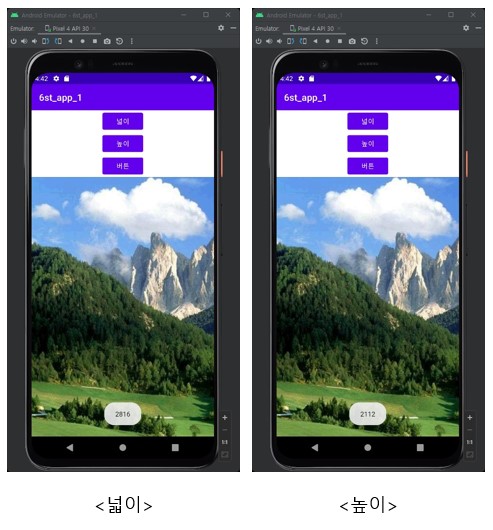 Android Emulator - 6st_app_1
Emulator: Pixel 4 API 30
4:42
6st_app_1
넓이
높이
버튼
2816
<넓이>
Android Emulator - 6st_app_1
Emulator: Pixel 4 API 30
4:42
6st_app_1
넓이
높이
버튼
2112
<높이>